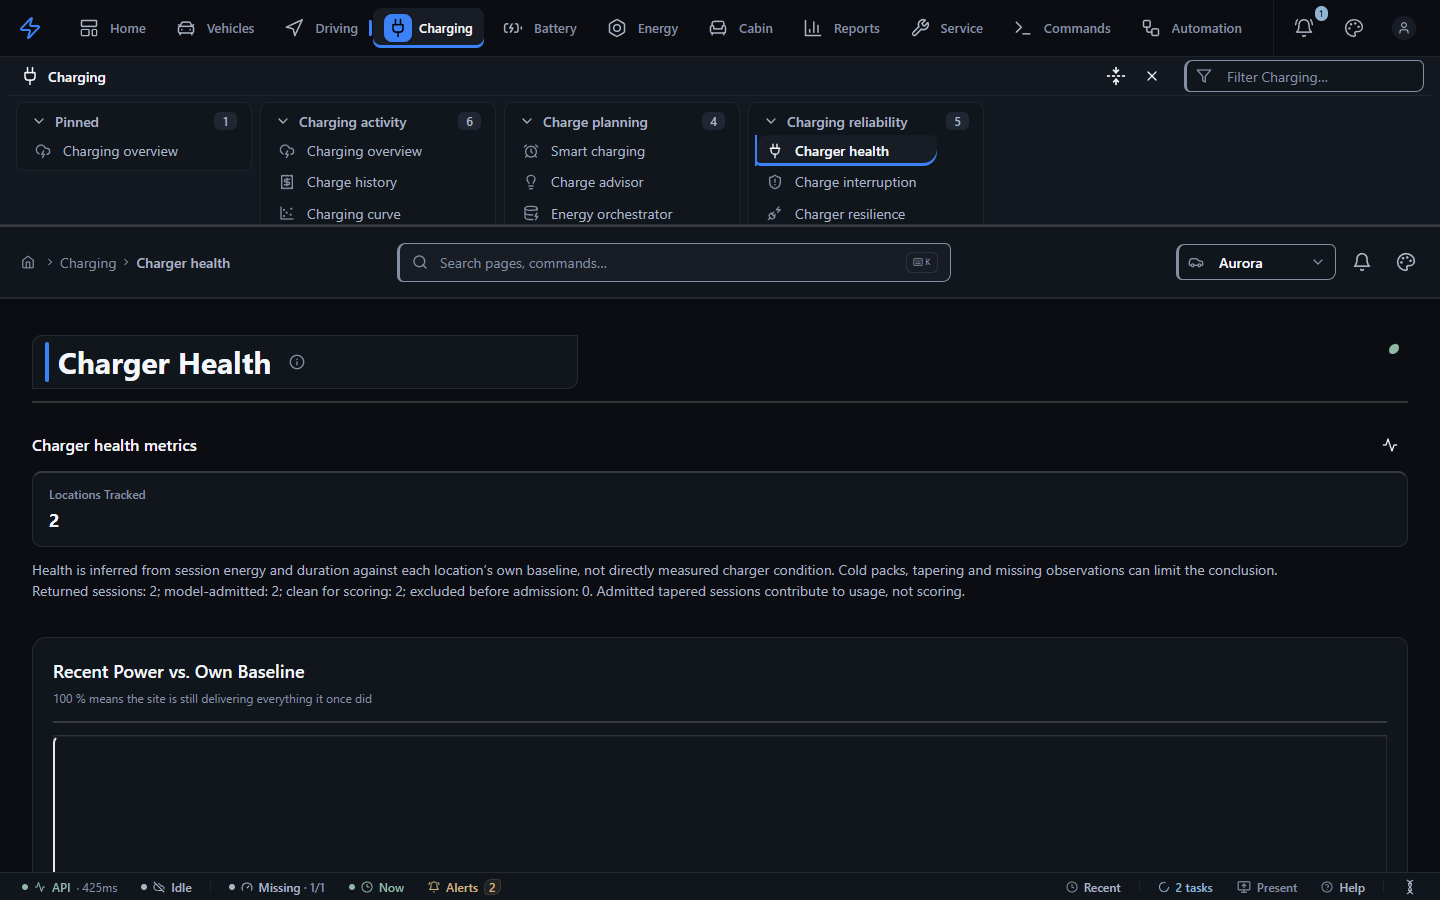 Home Vehicles Driving Charging Battery Energy Cabin Reports Service Commands Automation 1
Charging Filter Charging...
Pinned 1
Charging overview
Charging activity 6
Charging overview
Charge history
Charging curve
Charge planning 4
Smart charging
Charge advisor
Energy orchestrator
Charging reliability 5
Charger health
Charge interruption
Charger resilience
Charging Charger health Search pages, commands... K Aurora
Charger Health
Charger health metrics
Locations Tracked
2
Health is inferred from session energy and duration against each location’s own baseline, not directly measured charger condition. Cold packs, tapering and missing observations can limit the conclusion.
Returned sessions: 2; model-admitted: 2; clean for scoring: 2; excluded before admission: 0. Admitted tapered sessions contribute to usage, not scoring.
Recent Power vs. Own Baseline
100 % means the site is still delivering everything it once did
API · 425ms Idle Missing · 1/1 Now Alerts 2 Recent 2 tasks Present Help